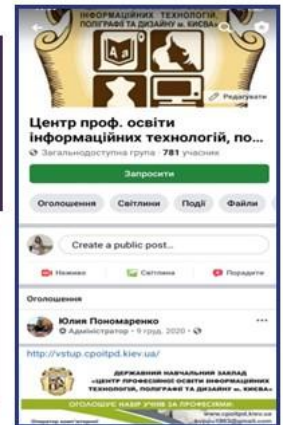 ІНФОРМАЦІЙНИХ ТЕХНОЛОГІЙ,
ПОЛІГРАФІЇ ТА ДИЗАЙНУ м. КИЄВА»
Редагувати
Центр проф. освіти
інформаційних технологій, по...
Загальнодоступна група · 781 учасник
Запросити
Оголошення Світлини Події Файли
Create a public post...
Наживо Світлина Порадити
Оголошення
Юлия Пономаренко
Адміністратор · 9 груд. 2020 ·
http://vstup.cpoitpd.kiev.ua/
ДЕРЖАВНИЙ НАВЧАЛЬНИЙ ЗАКЛАД
«ЦЕНТР ПРОФЕСІЙНОЇ ОСВІТИ ІНФОРМАЦІЙНИХ
ТЕХНОЛОГІЙ, ПОЛІГРАФІЇ ТА ДИЗАЙНУ м. КИЄВА»
ОГОЛОШУЄ НАБІР УЧНІВ ЗА ПРОФЕСІЯМИ:
www.cpoitpd.kiev.ua
Оператор комп'ютерної